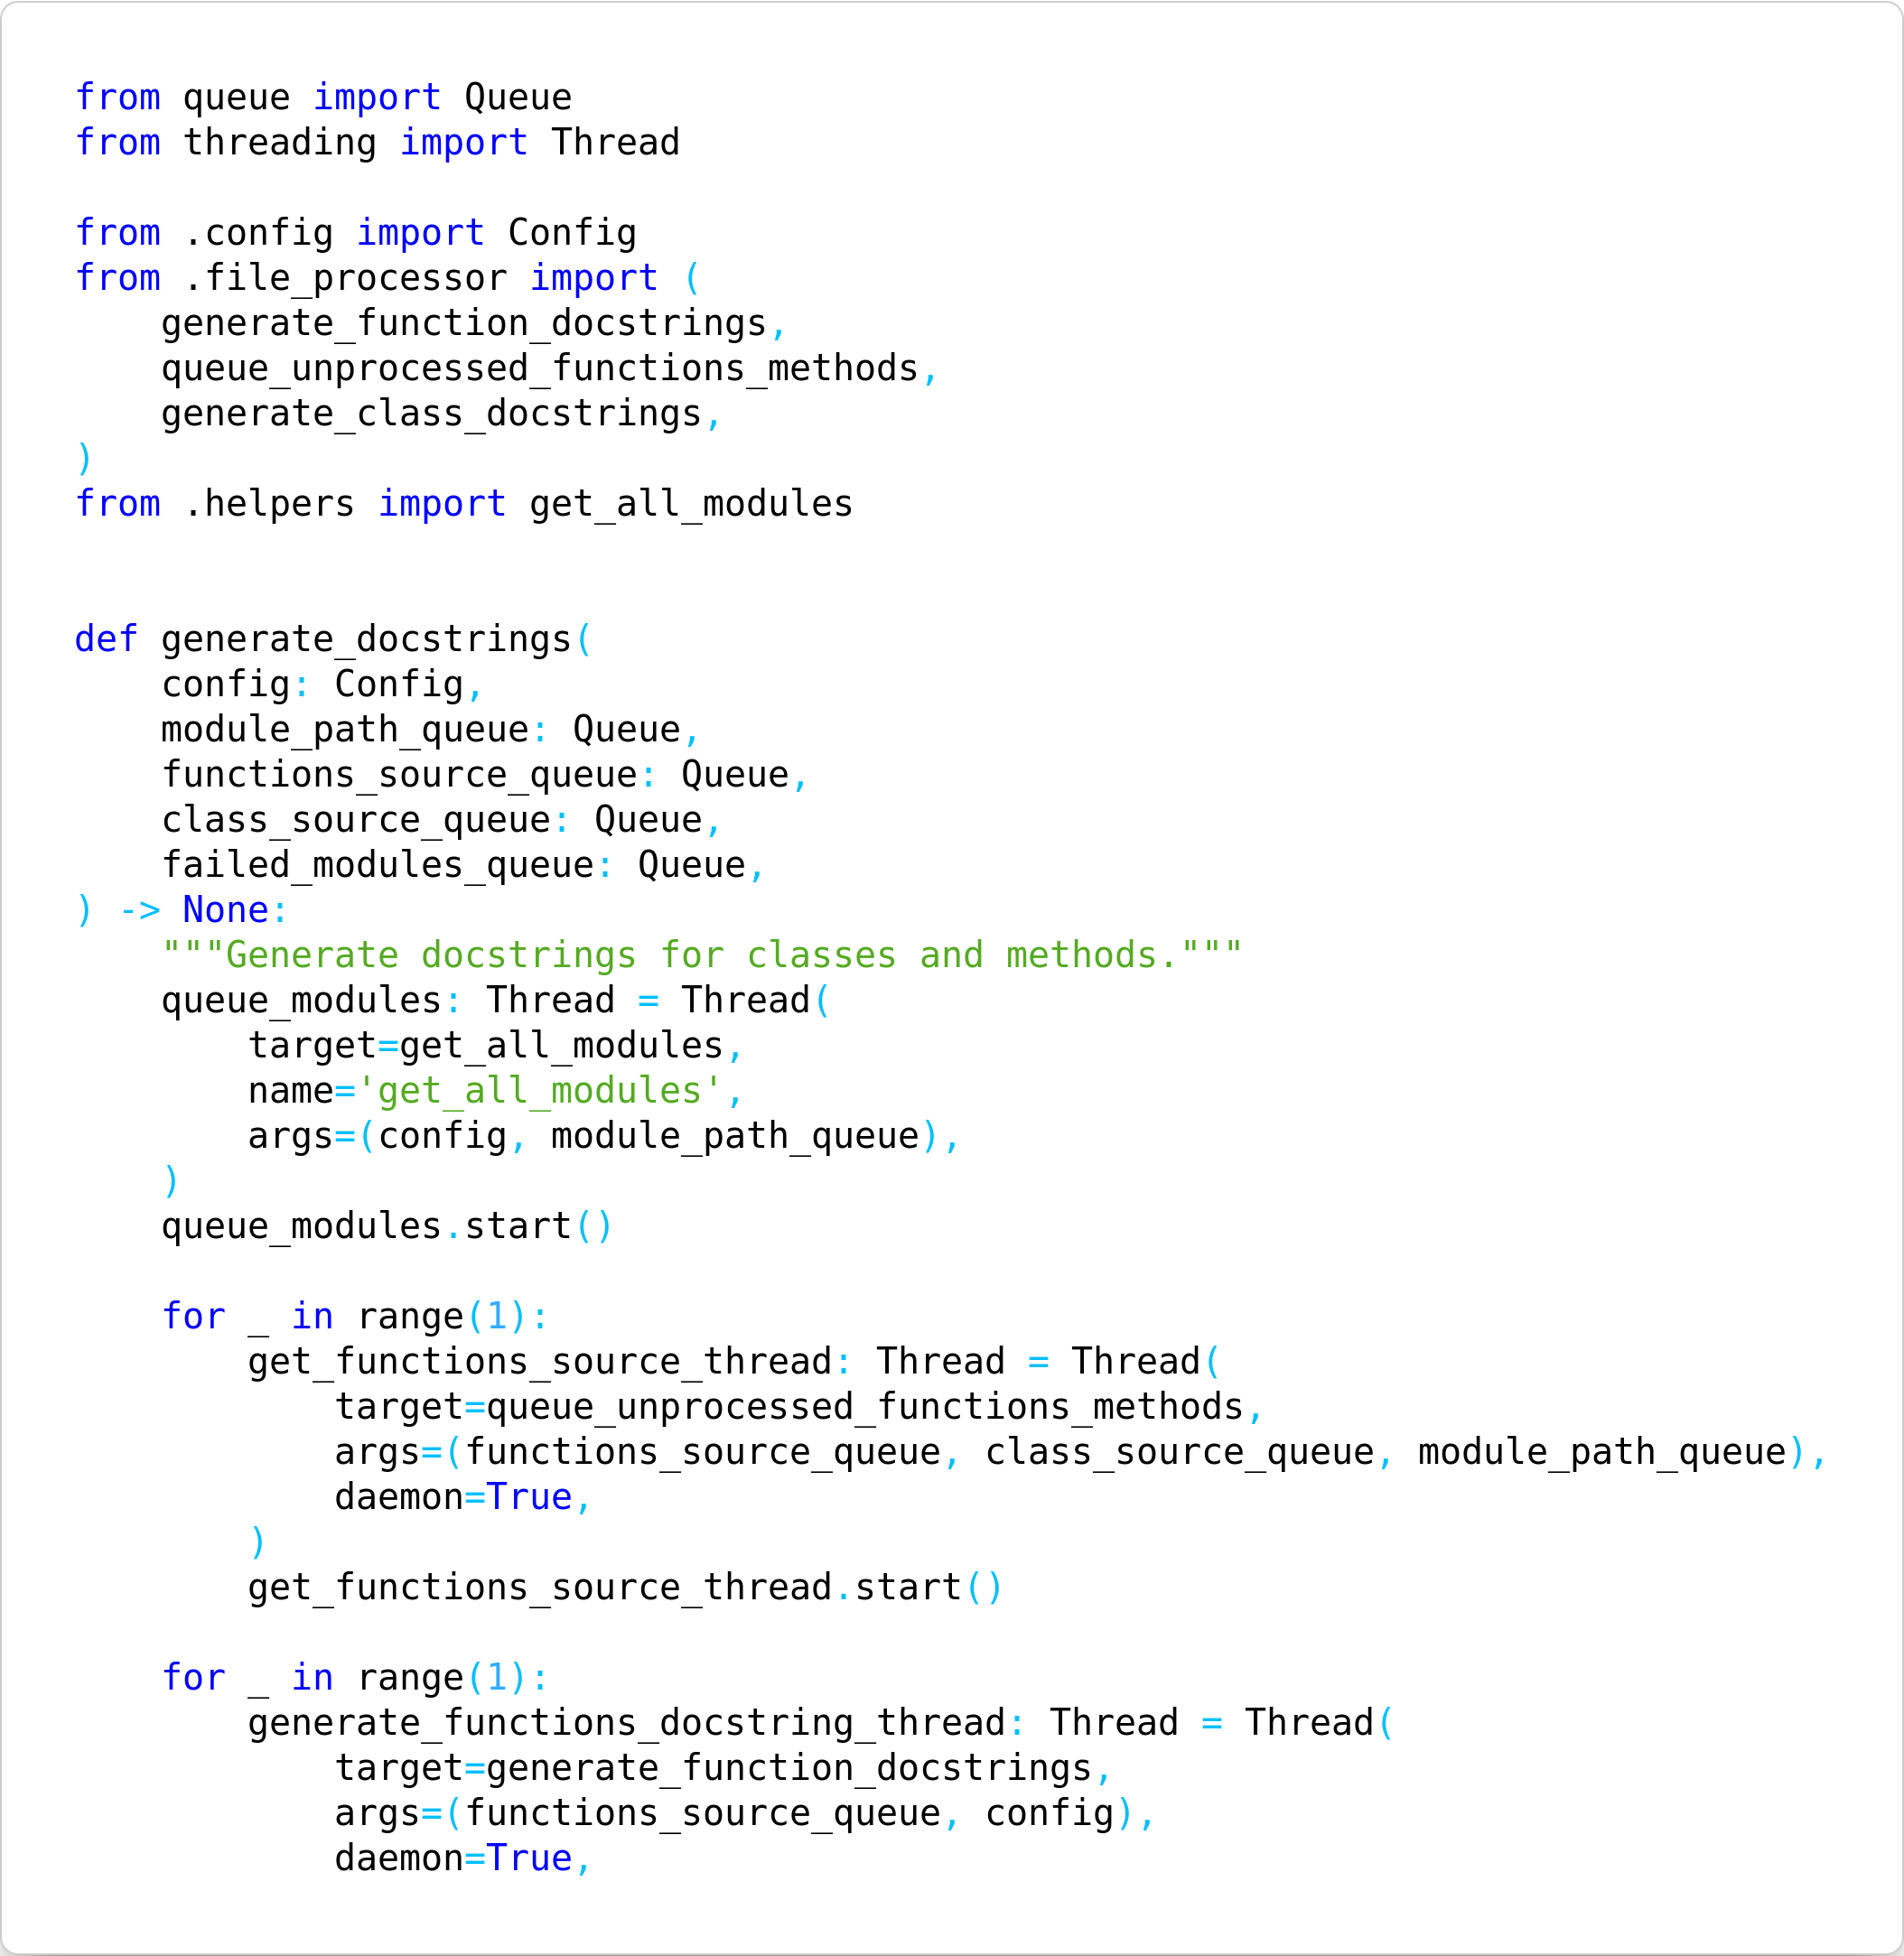 from queue import Queue
from threading import Thread

from .config import Config
from .file_processor import (
    generate_function_docstrings,
    queue_unprocessed_functions_methods,
    generate_class_docstrings,
)
from .helpers import get_all_modules


def generate_docstrings(
    config: Config,
    module_path_queue: Queue,
    functions_source_queue: Queue,
    class_source_queue: Queue,
    failed_modules_queue: Queue,
) -> None:
    """Generate docstrings for classes and methods."""
    queue_modules: Thread = Thread(
        target=get_all_modules,
        name='get_all_modules',
        args=(config, module_path_queue),
    )
    queue_modules.start()

    for _ in range(1):
        get_functions_source_thread: Thread = Thread(
            target=queue_unprocessed_functions_methods,
            args=(functions_source_queue, class_source_queue, module_path_queue),
            daemon=True,
        )
        get_functions_source_thread.start()

    for _ in range(1):
        generate_functions_docstring_thread: Thread = Thread(
            target=generate_function_docstrings,
            args=(functions_source_queue, config),
            daemon=True,